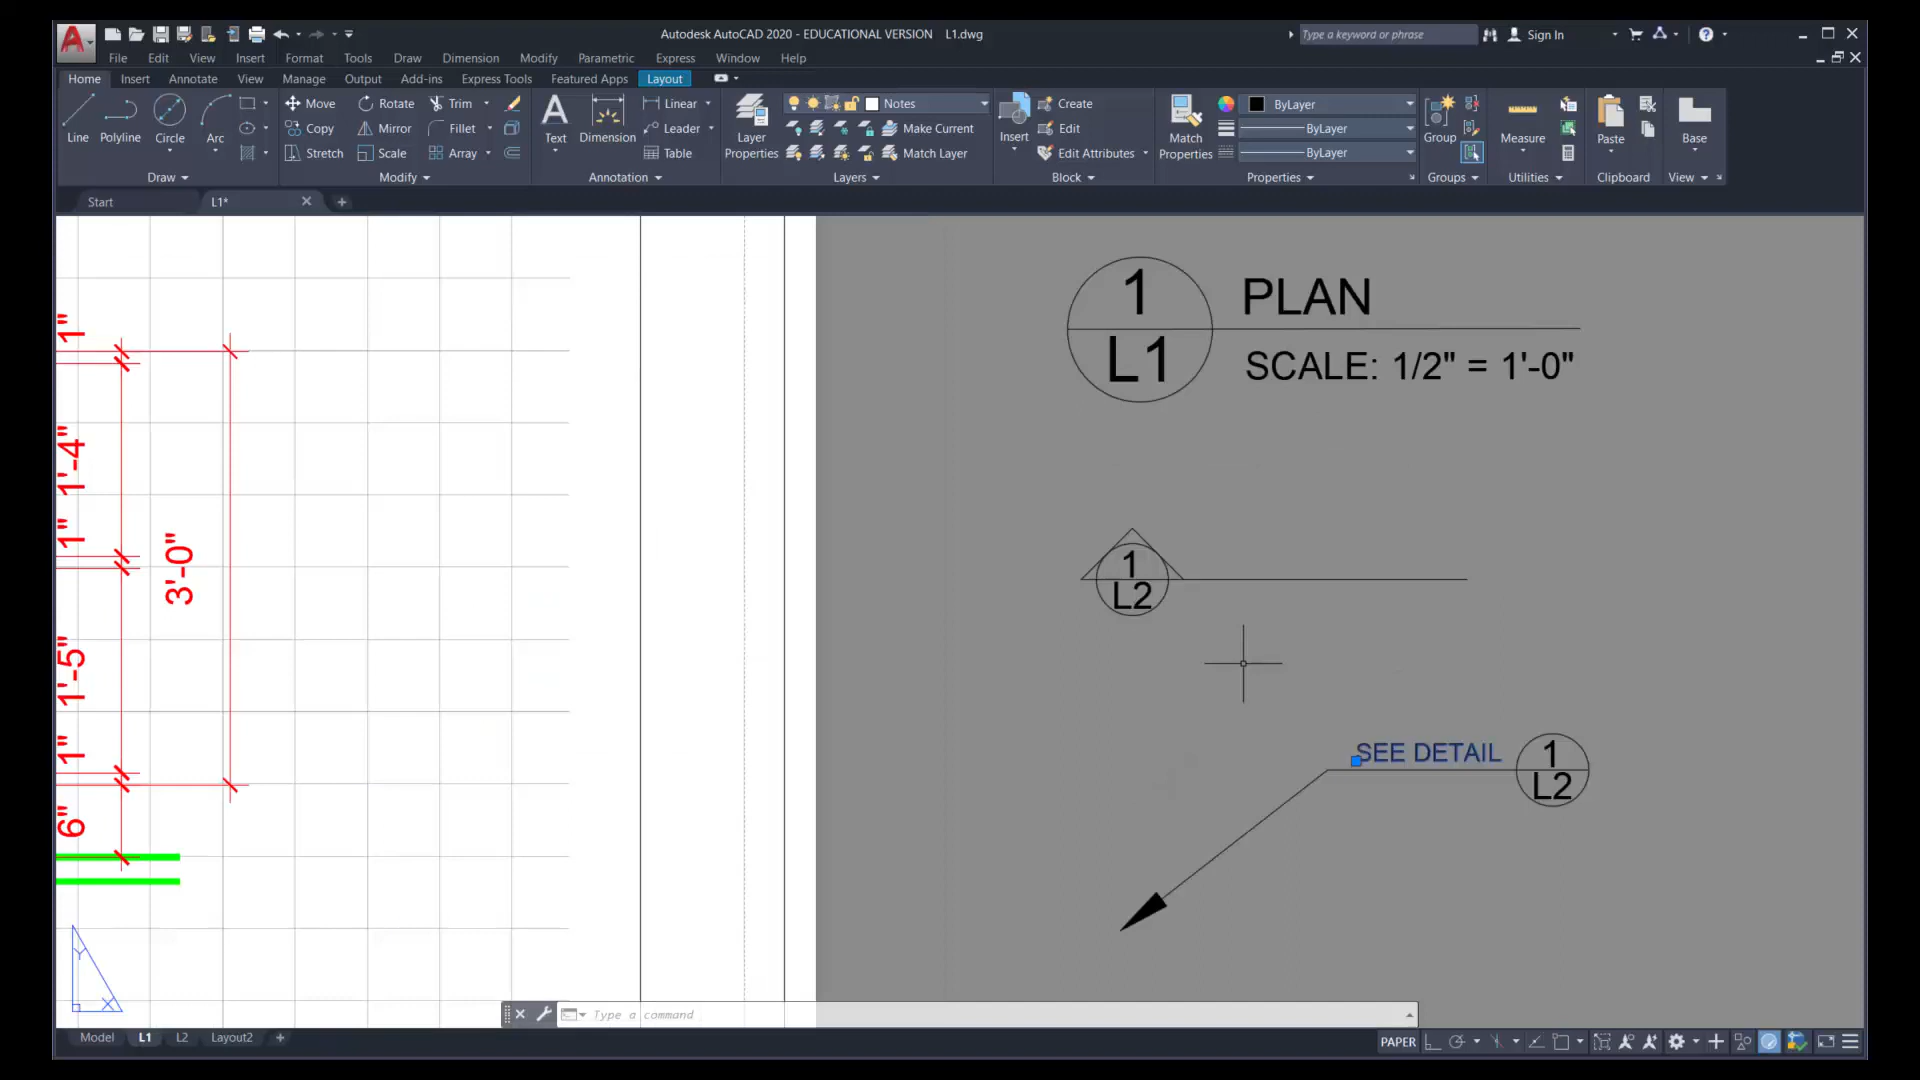 Autodesk AutoCAD 2020 - EDUCATIONAL VERSION L1.dwg
Type a keyword or phrase
Sign In
File Edit View Insert Format Tools Draw Dimension Modify Parametric Express Window Help
Home Insert Annotate View Manage Output Add-ins Express Tools Featured Apps Layout
Line
Polyline
Circle
Arc
Draw
Move
Rotate
Trim
Copy
Mirror
Fillet
Stretch
Scale
Array
Modify
Text
Dimension
Linear
Leader
Table
Annotation
Layer Properties
Notes
Make Current
Match Layer
Layers
Insert
Create
Edit
Edit Attributes
Block
Match Properties
ByLayer
ByLayer
ByLayer
Properties
Group
Groups
Measure
Utilities
Paste
Clipboard
Base
View
Start
L1*
1"
1'-4"
1"
3'-0"
1'-5"
1"
6"
Y
X
1
L1
PLAN
SCALE: 1/2" = 1'-0"
1
L2
SEE DETAIL
1
L2
Type a command
Model L1 L2 Layout2
PAPER